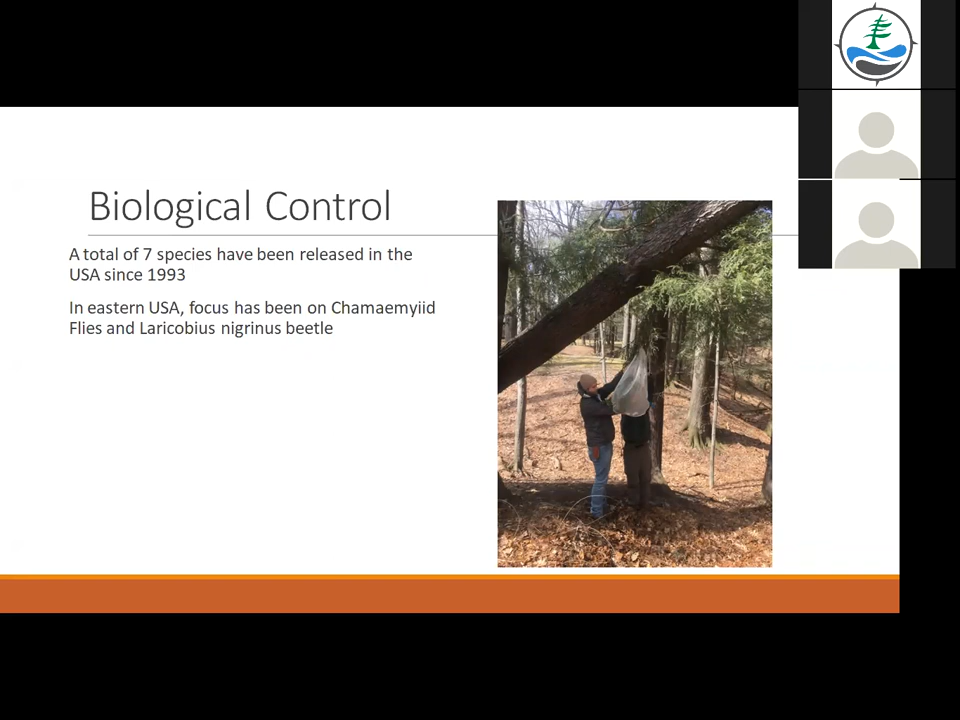 Biological Control
A total of 7 species have been released in the
USA since 1993
In eastern USA, focus has been on Chamaemyiid
Flies and Laricobius nigrinus beetle